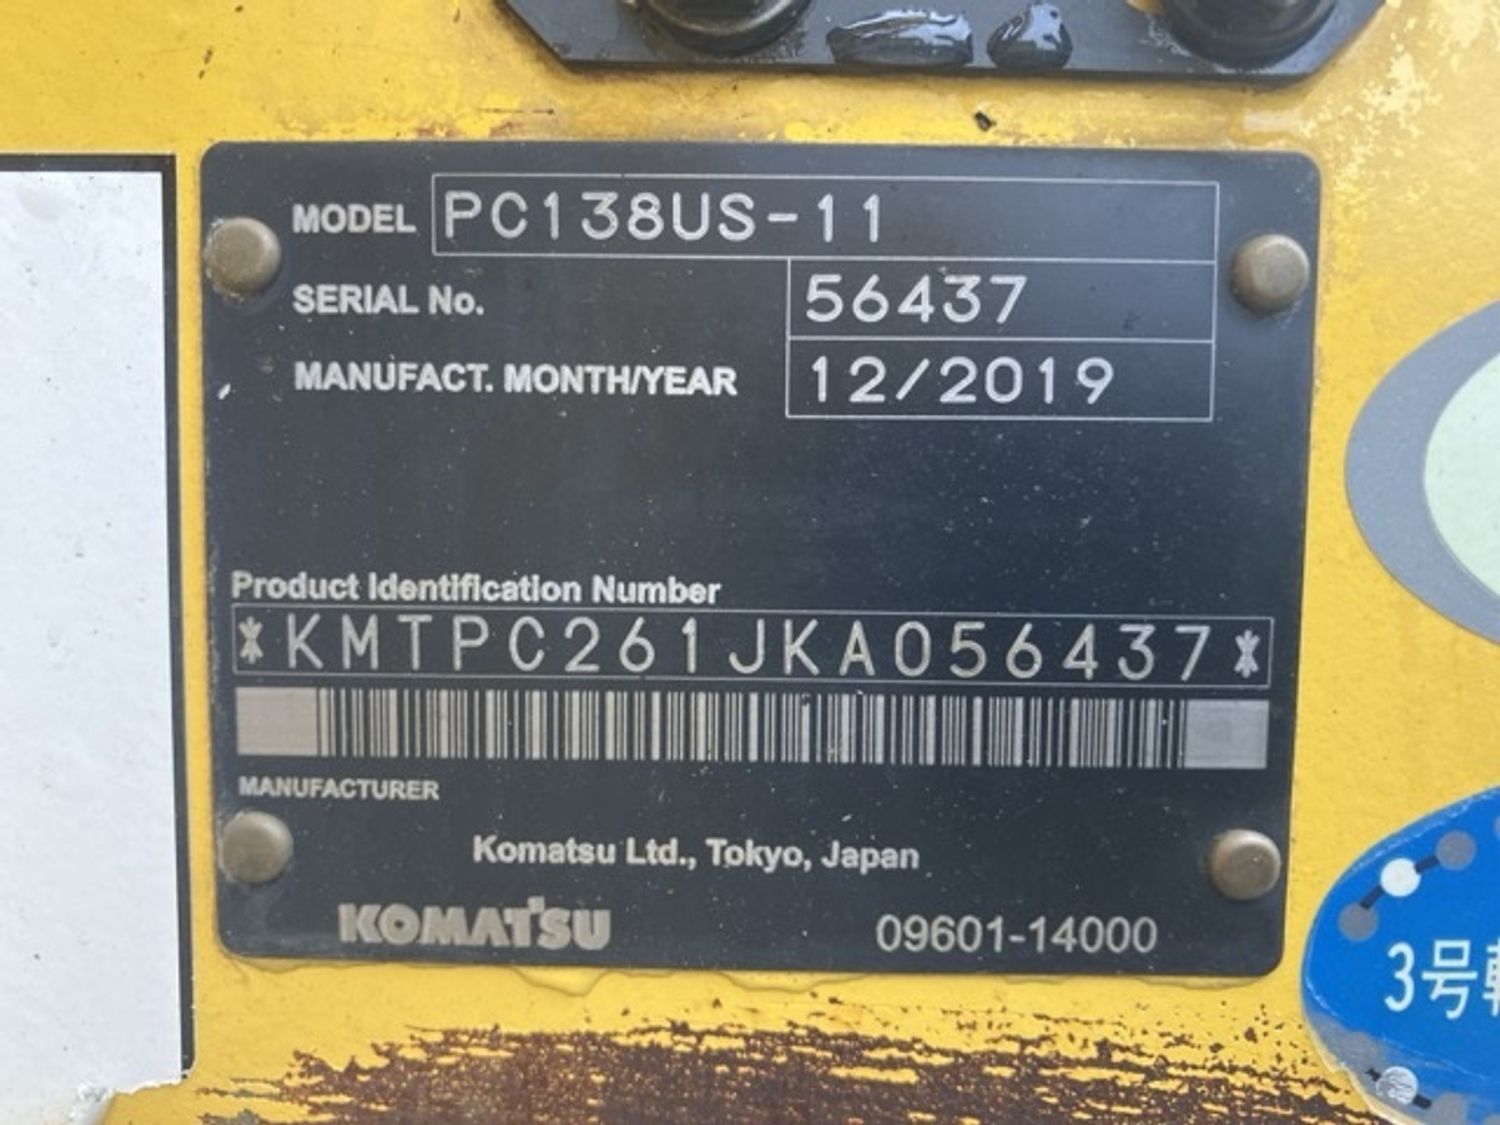 MODEL PC138US-11
SERIAL No. 56437
MANUFACT. MONTH/YEAR 12/2019
Product Identification Number
*KMTPC261JKA056437*
MANUFACTURER
Komatsu Ltd., Tokyo, Japan
KOMATSU 09601-14000
3号